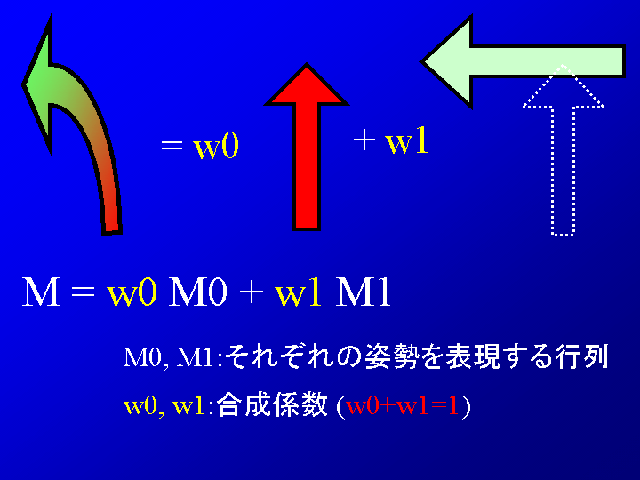 = w0 + w1
M = w0 M0 + w1 M1
M0, M1:それぞれの姿勢を表現する行列
w0, w1:合成係数 (w0+w1=1)